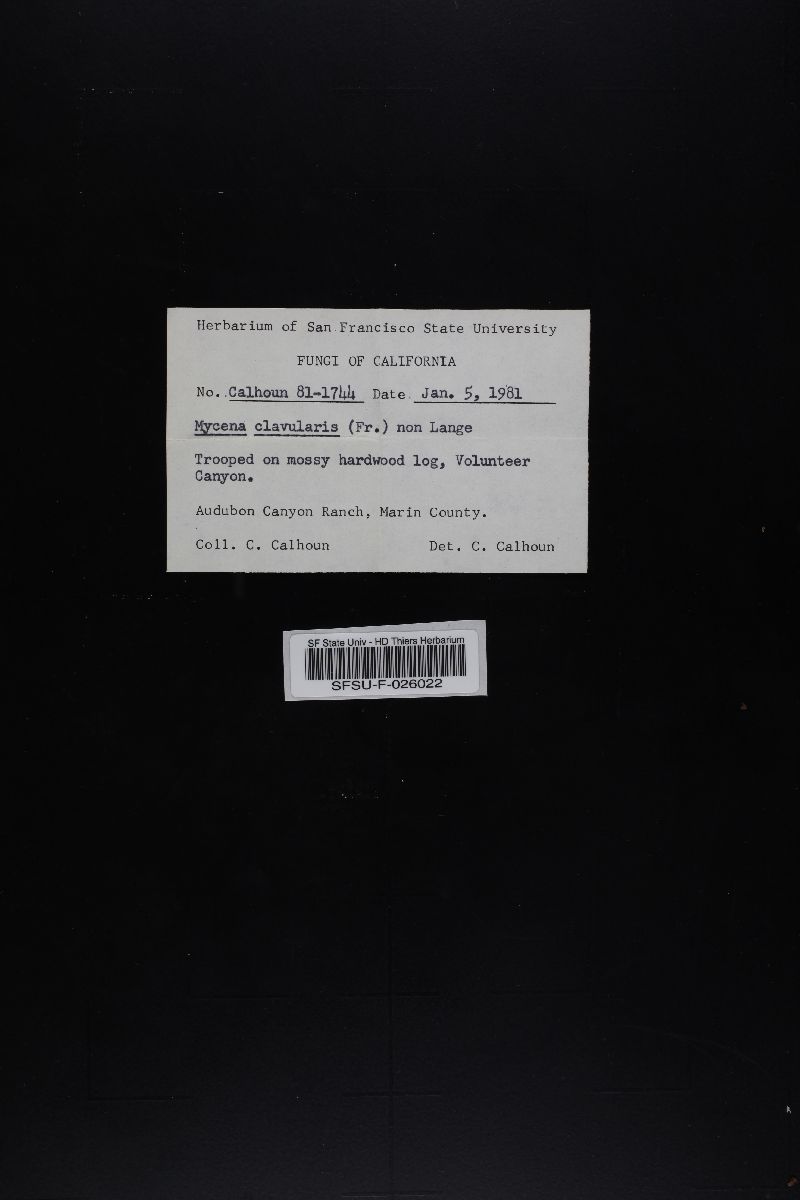 Herbarium of San Francisco State University
FUNGI OF CALIFORNIA
No. Calhoun 81-1744 Date Jan. 5, 1981
Mycena clavularis (Fr.) non Lange
Trooped on mossy hardwood log, Volunteer
Canyon.
Audubon Canyon Ranch, Marin County.
Coll. C. Calhoun Det. C. Calhoun
SF State Univ - HD Thiers Herbarium
SFSU-F-026022